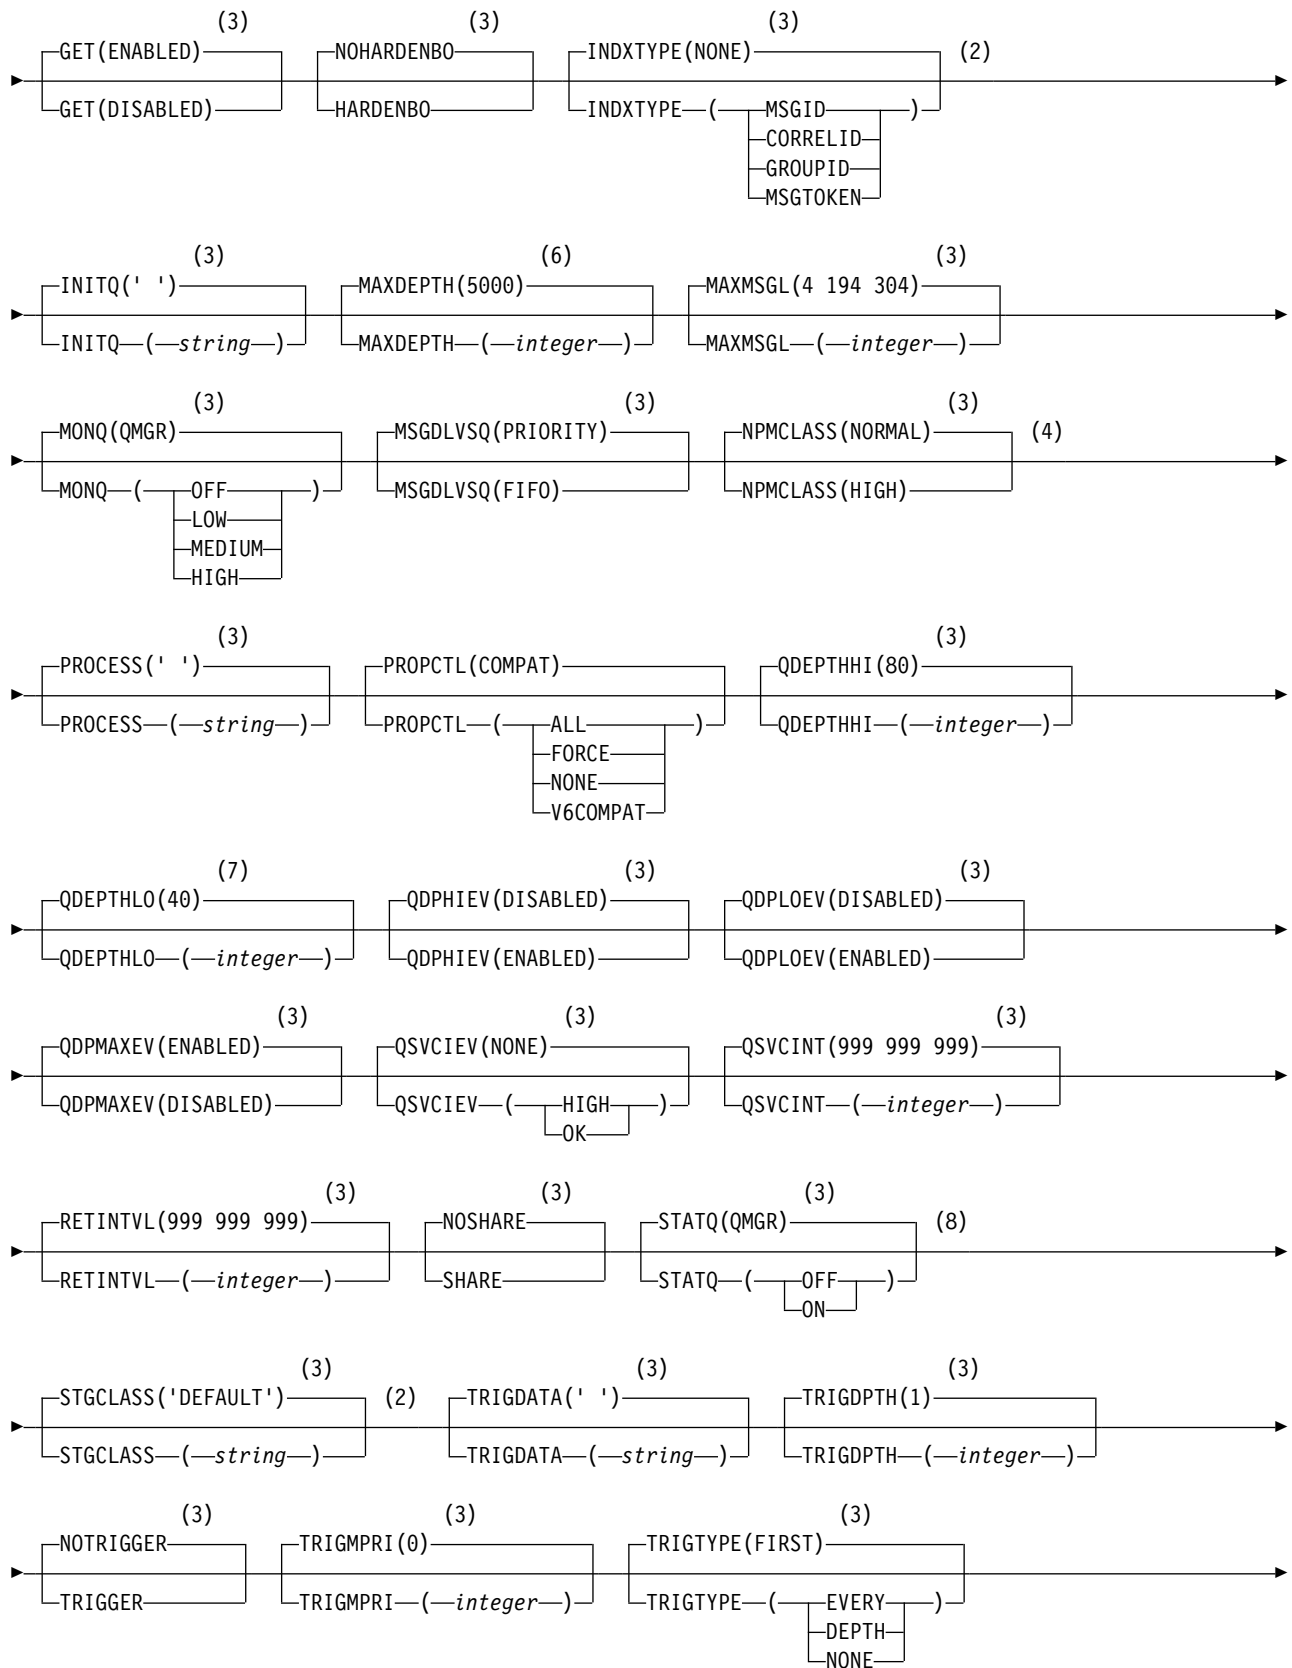 (3) (3) (3)
GET(ENABLED) NOHARDENBO INDXTYPE(NONE) (2)
GET(DISABLED) HARDENBO INDXTYPE ( MSGID )
CORRELID
GROUPID
MSGTOKEN
(3) (6) (3)
INITQ(' ') MAXDEPTH(5000) MAXMSGL(4 194 304)
INITQ ( string ) MAXDEPTH ( integer ) MAXMSGL ( integer )
(3) (3) (3)
MONQ(QMGR) MSGDLVSQ(PRIORITY) NPMCLASS(NORMAL) (4)
MONQ ( OFF ) MSGDLVSQ(FIFO) NPMCLASS(HIGH)
LOW
MEDIUM
HIGH
(3) (3)
PROCESS(' ') PROPCTL(COMPAT) QDEPTHHI(80)
PROCESS ( string ) PROPCTL ( ALL ) QDEPTHHI ( integer )
FORCE
NONE
V6COMPAT
(7) (3) (3)
QDEPTHLO(40) QDPHIEV(DISABLED) QDPLOEV(DISABLED)
QDEPTHLO ( integer ) QDPHIEV(ENABLED) QDPLOEV(ENABLED)
(3) (3) (3)
QDPMAXEV(ENABLED) QSVCIEV(NONE) QSVCINT(999 999 999)
QDPMAXEV(DISABLED) QSVCIEV ( HIGH ) QSVCINT ( integer )
OK
(3) (3) (3)
RETINTVL(999 999 999) NOSHARE STATQ(QMGR) (8)
RETINTVL ( integer ) SHARE STATQ ( OFF )
ON
(3) (3) (3)
STGCLASS('DEFAULT') (2) TRIGDATA(' ') TRIGDPTH(1)
STGCLASS ( string ) TRIGDATA ( string ) TRIGDPTH ( integer )
(3) (3) (3)
NOTRIGGER TRIGMPRI(0) TRIGTYPE(FIRST)
TRIGGER TRIGMPRI ( integer ) TRIGTYPE ( EVERY )
DEPTH
NONE